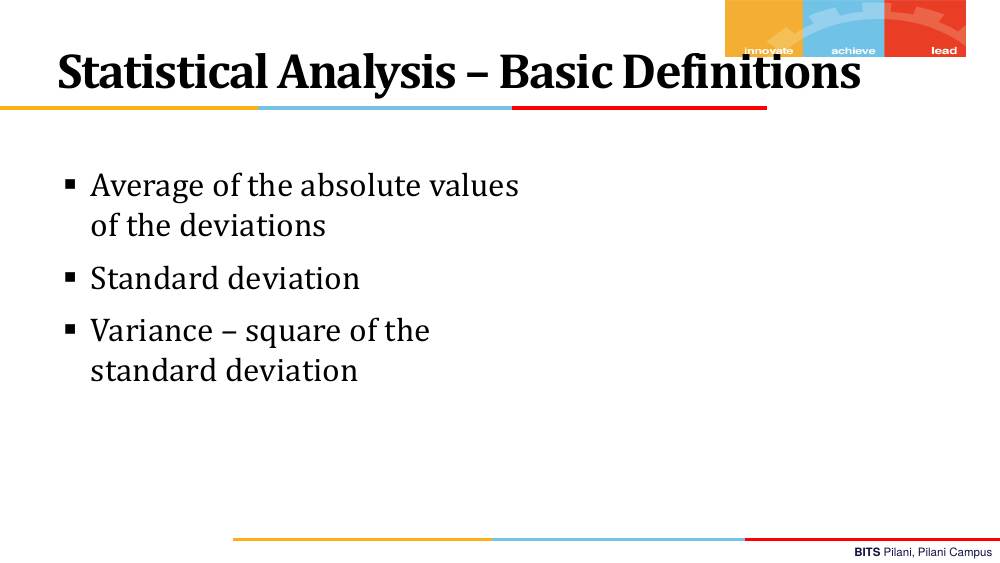 innovate achieve lead
Statistical Analysis – Basic Definitions
▪ Average of the absolute values
of the deviations
▪ Standard deviation
▪ Variance – square of the
standard deviation
BITS Pilani, Pilani Campus